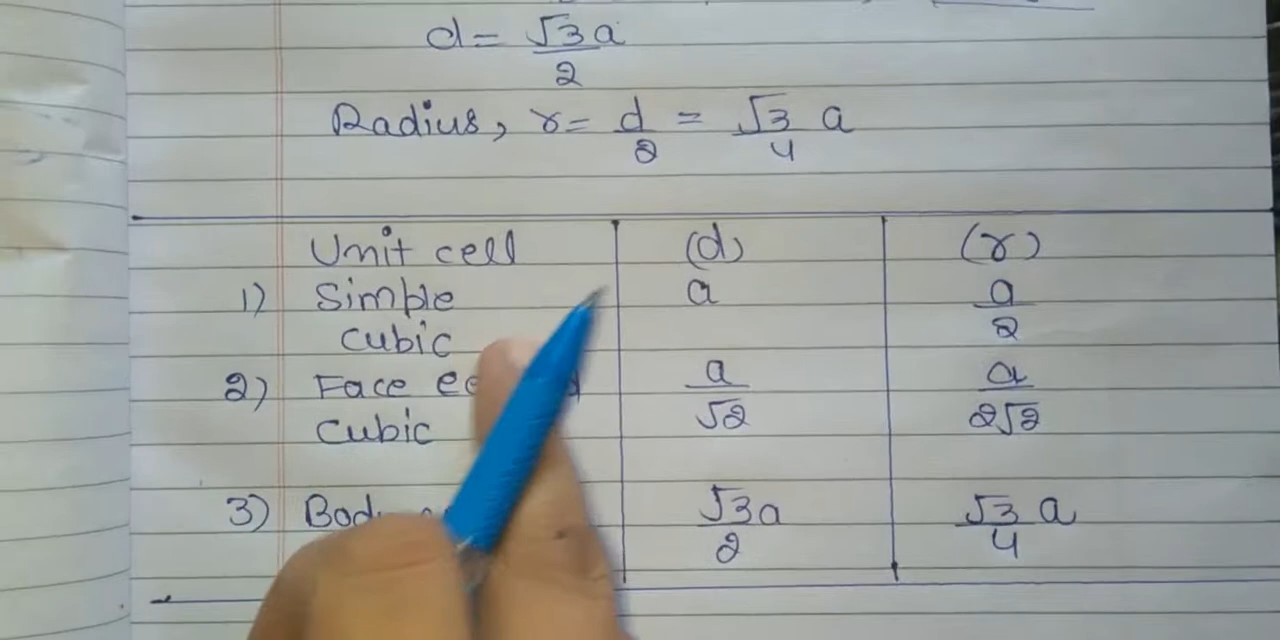 d = √3a/2
Radius, r = d/2 = √3/4 a
Unit cell (d) (r)
1) Simple cubic a a/2
2) Face cubic a/√2 a/2√2
3) Body √3a/2 √3/4 a